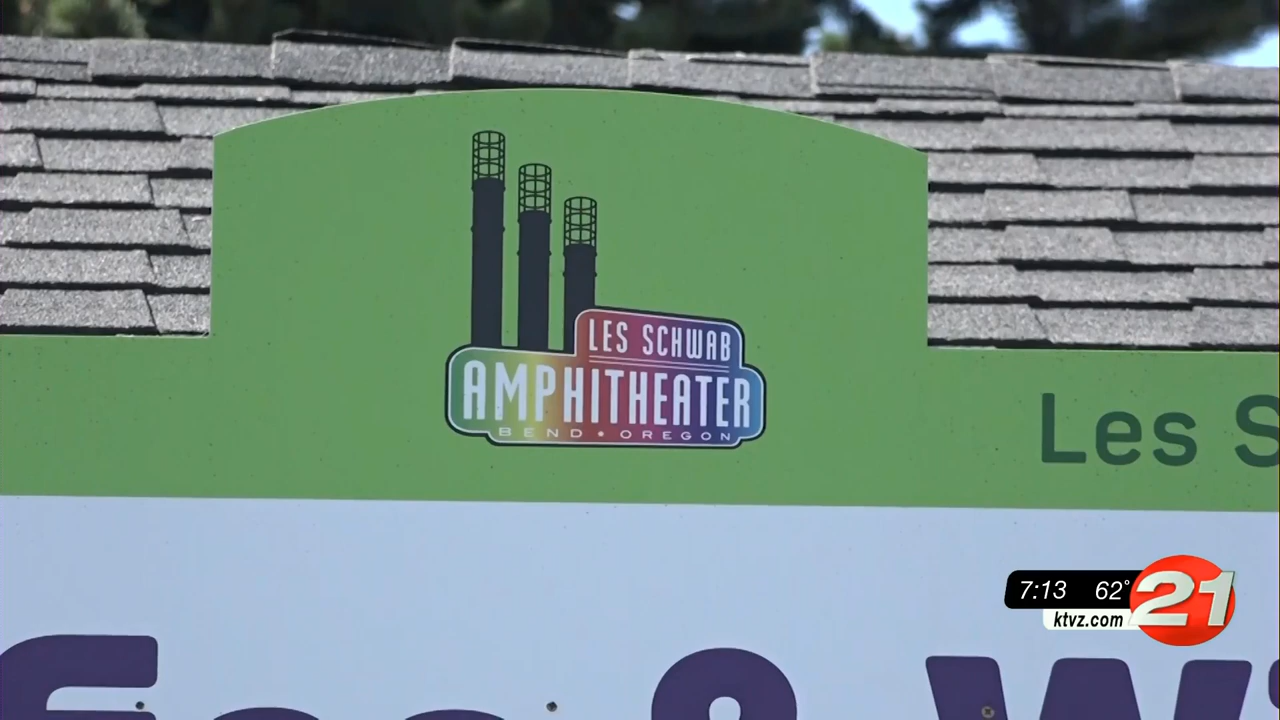 LES SCHWAB
AMPHITHEATER
BEND • OREGON
Les
7:13 62°
21
ktvz.com
&